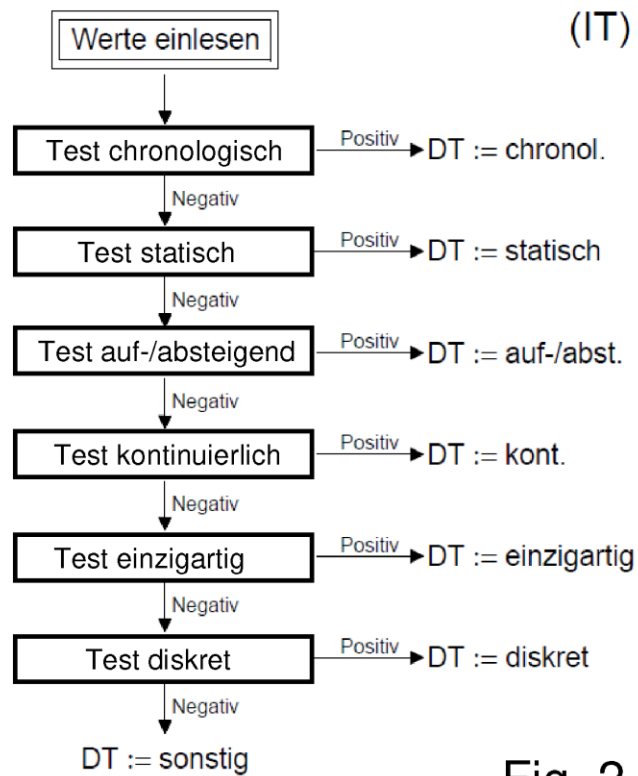 (IT)
Werte einlesen
Test chronologisch
Positiv
DT := chronol.
Negativ
Test statisch
Positiv
DT := statisch
Negativ
Test auf-/absteigend
Positiv
DT := auf-/abst.
Negativ
Test kontinuierlich
Positiv
DT := kont.
Negativ
Test einzigartig
Positiv
DT := einzigartig
Negativ
Test diskret
Positiv
DT := diskret
Negativ
DT := sonstig
Fig. 2